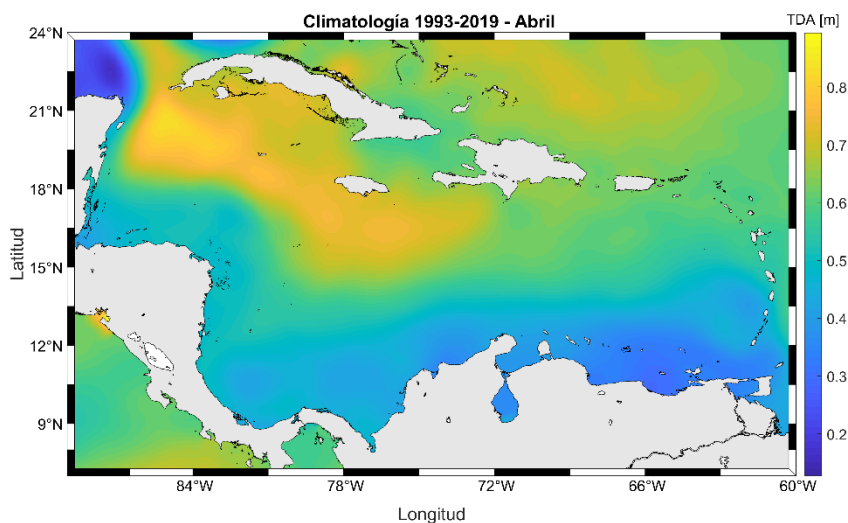 Climatología 1993-2019 - Abril
TDA [m]
24°N
21°N
18°N
15°N
12°N
9°N
Latitud
84°W
78°W
72°W
66°W
60°W
Longitud
0.8
0.7
0.6
0.5
0.4
0.3
0.2